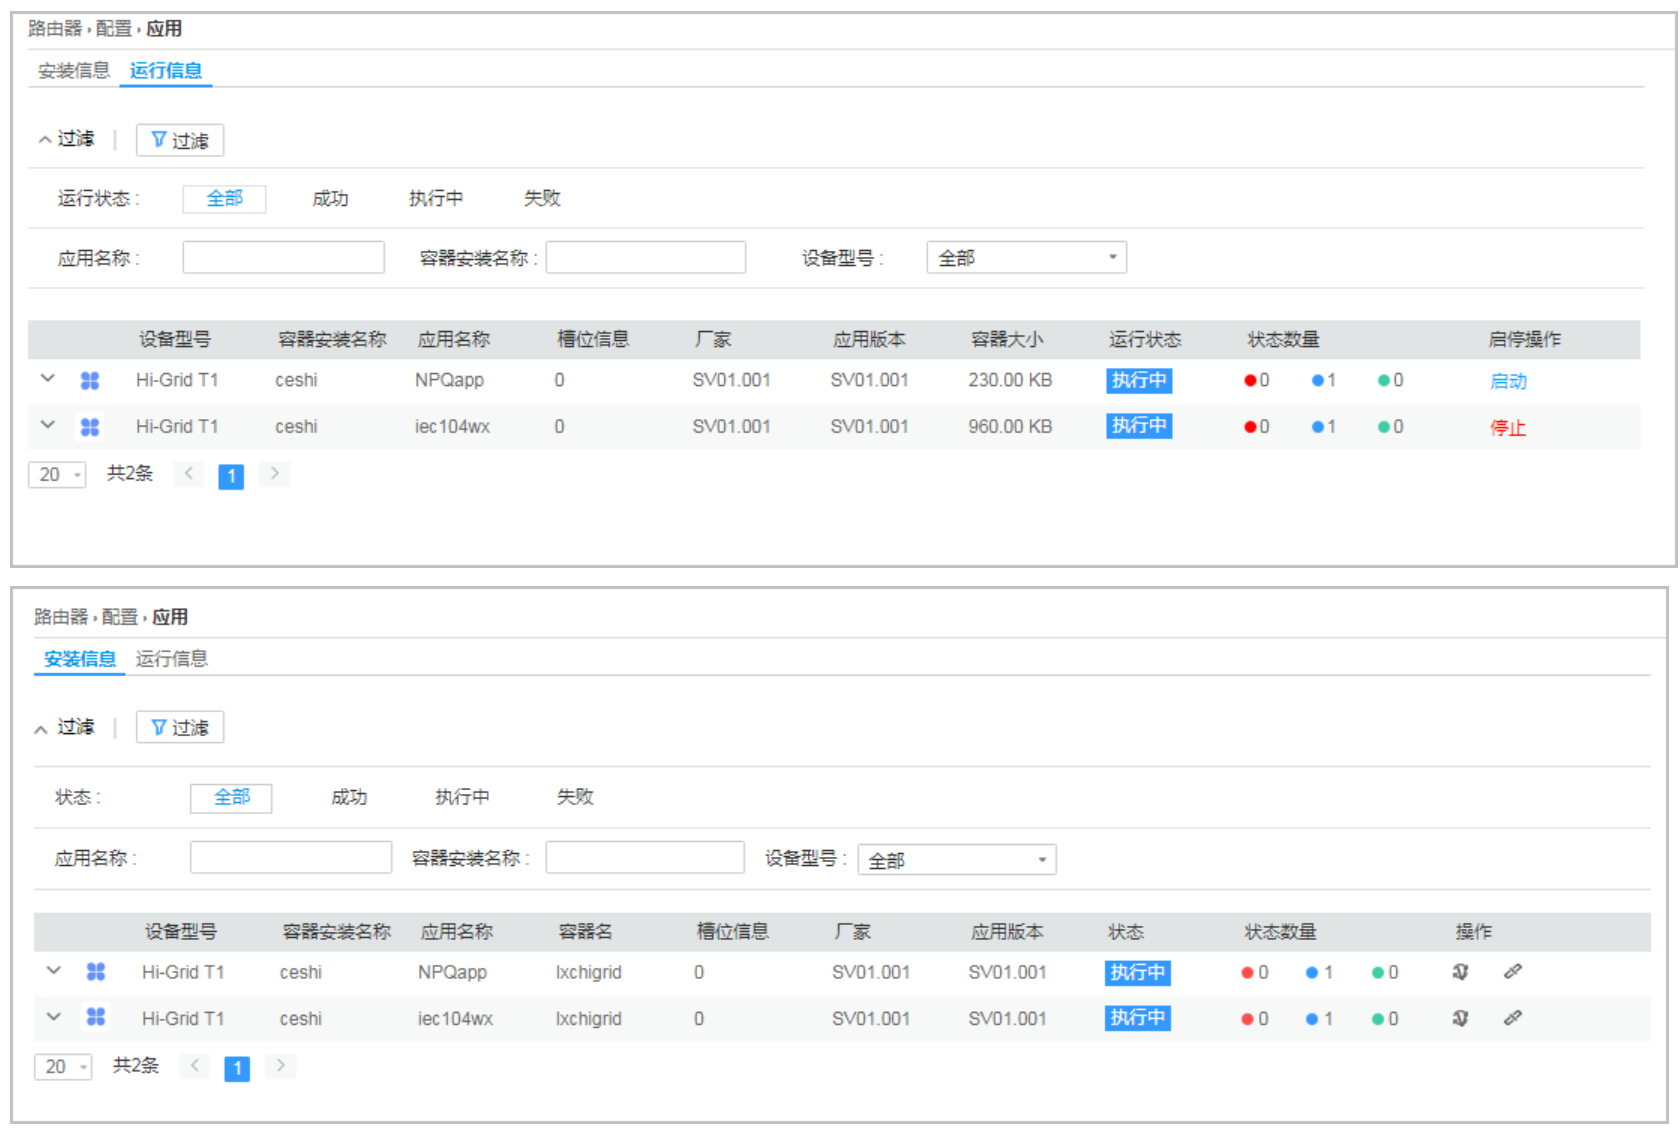 路由器 › 配置 › 应用
安装信息 运行信息
过滤 | 过滤
运行状态： 全部 成功 执行中 失败
应用名称： 容器安装名称： 设备型号： 全部
设备型号 容器安装名称 应用名称 槽位信息 厂家 应用版本 容器大小 运行状态 状态数量 启停操作
Hi-Grid T1 ceshi NPQapp 0 SV01.001 SV01.001 230.00 KB 执行中 0 1 0 启动
Hi-Grid T1 ceshi iec104wx 0 SV01.001 SV01.001 960.00 KB 执行中 0 1 0 停止
20 共2条 < 1 >
路由器 › 配置 › 应用
安装信息 运行信息
过滤 | 过滤
状态： 全部 成功 执行中 失败
应用名称： 容器安装名称： 设备型号： 全部
设备型号 容器安装名称 应用名称 容器名 槽位信息 厂家 应用版本 状态 状态数量 操作
Hi-Grid T1 ceshi NPQapp lxchigrid 0 SV01.001 SV01.001 执行中 0 1 0
Hi-Grid T1 ceshi iec104wx lxchigrid 0 SV01.001 SV01.001 执行中 0 1 0
20 共2条 < 1 >